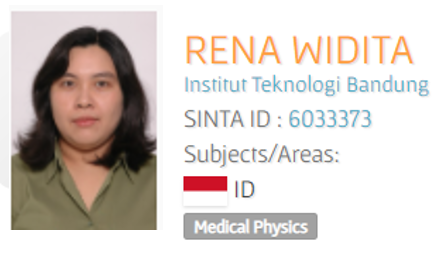 RENA WIDITA
Institut Teknologi Bandung
SINTA ID : 6033373
Subjects/Areas:
ID
Medical Physics